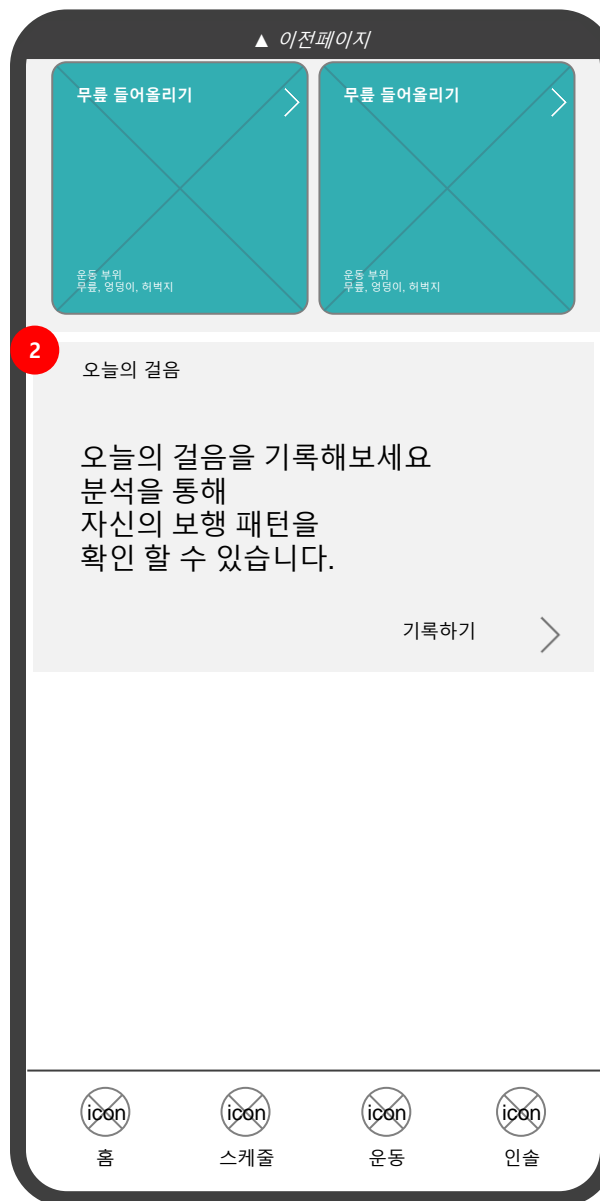 ▲ 이전페이지
무릎 들어올리기
무릎 들어올리기
운동 부위
무릎, 엉덩이, 허벅지
운동 부위
무릎, 엉덩이, 허벅지
2
오늘의 걸음
오늘의 걸음을 기록해보세요
분석을 통해
자신의 보행 패턴을
확인 할 수 있습니다.
기록하기
icon
icon
icon
icon
홈
스케줄
운동
인솔